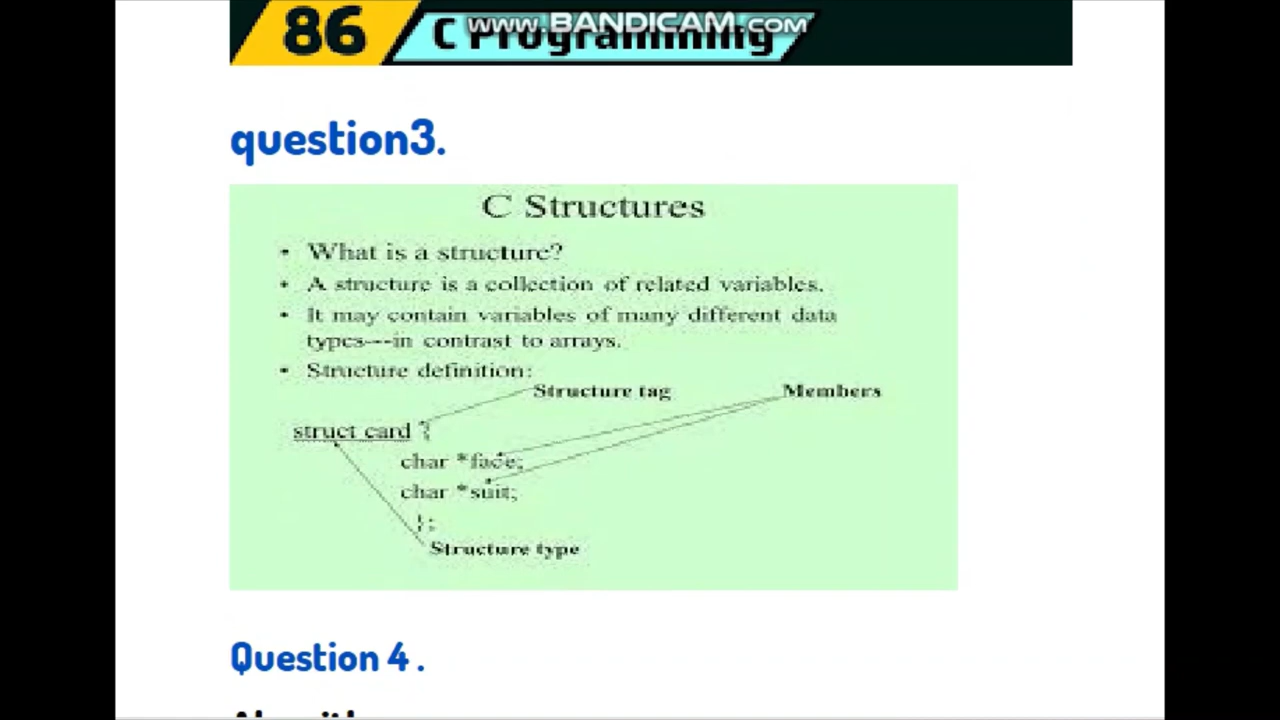 86
C Programming
www.BANDICAM.com
question3.
C Structures
• What is a structure?
• A structure is a collection of related variables.
• It may contain variables of many different data
types---in contrast to arrays.
• Structure definition:
Structure tag
Members
struct card {
char *face;
char *suit;
};
Structure type
Question 4 .